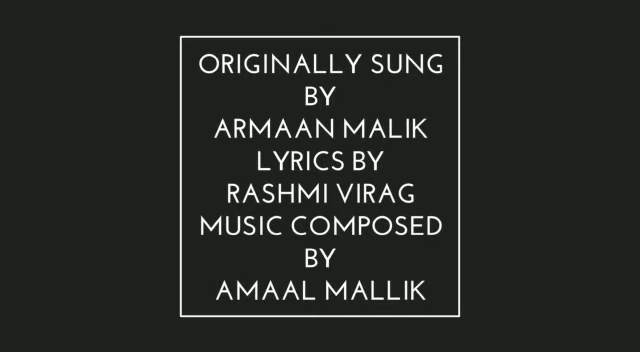 ORIGINALLY SUNG
BY
ARMAAN MALIK
LYRICS BY
RASHMI VIRAG
MUSIC COMPOSED
BY
AMAAL MALLIK